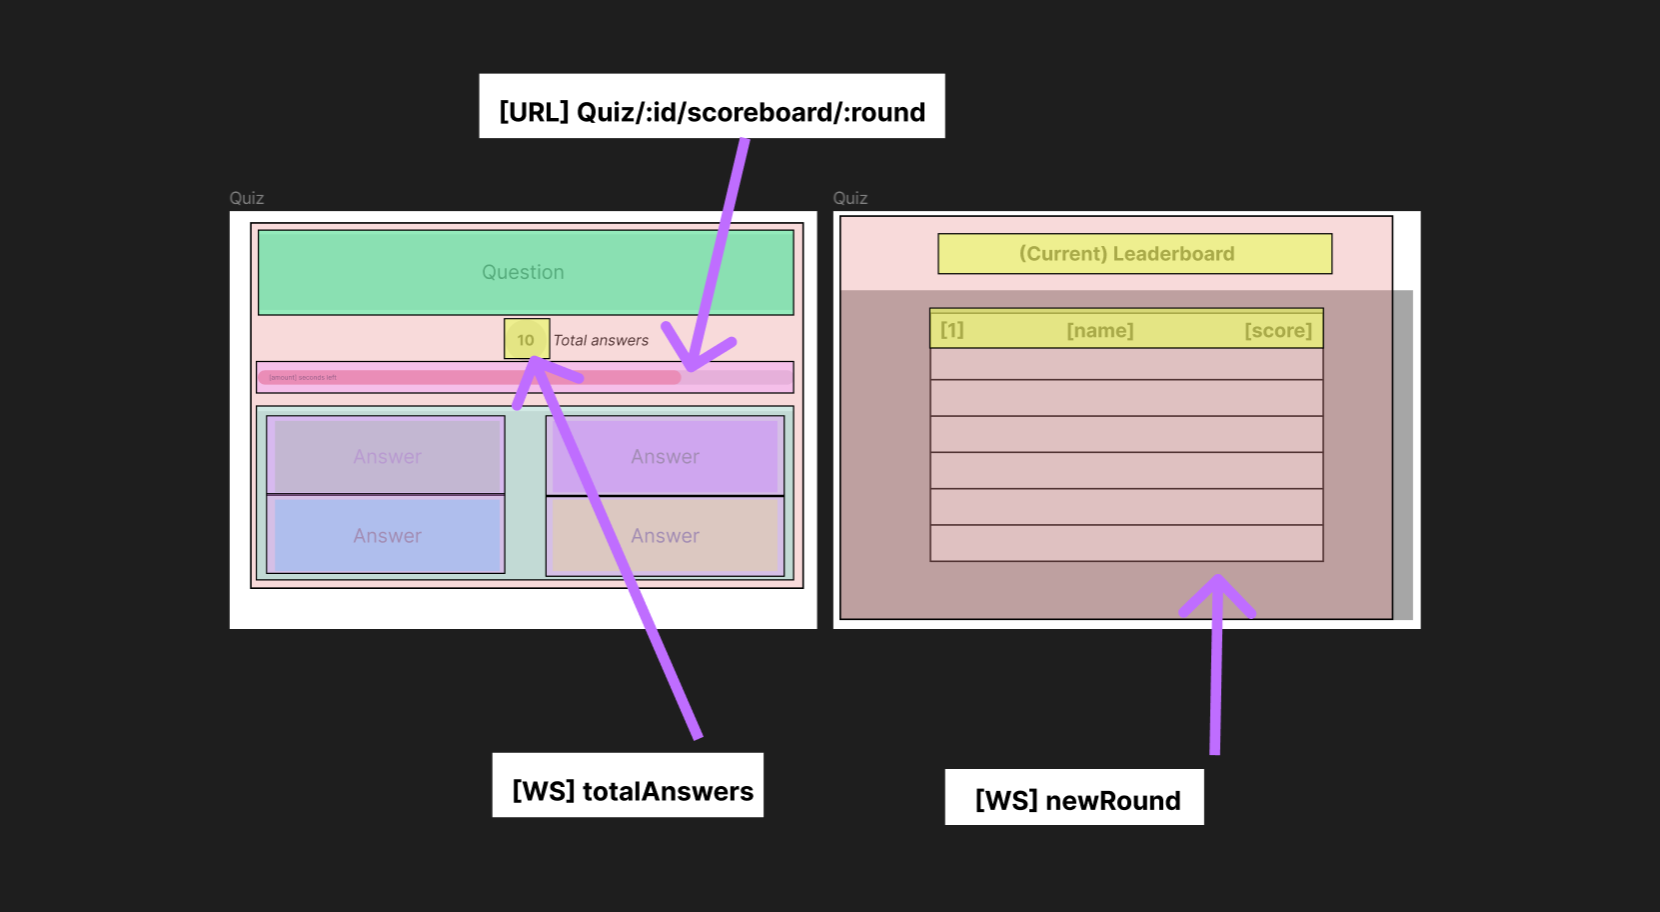 [URL] Quiz/:id/scoreboard/:round
Quiz
Question
10 Total answers
(amount) seconds left
Answer Answer
Answer Answer
Quiz
(Current) Leaderboard
[1] [name] [score]
[WS] totalAnswers
[WS] newRound